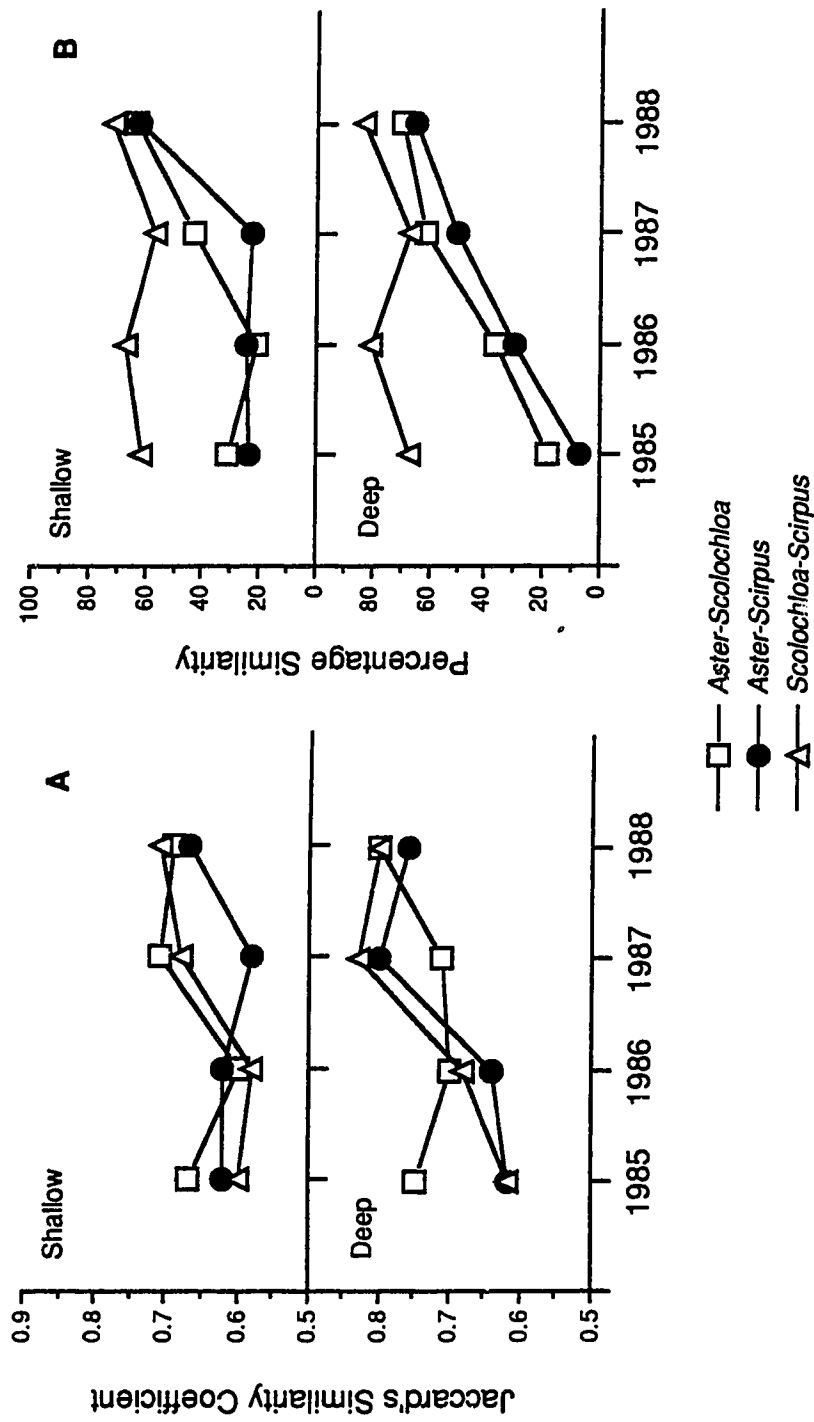 A
Jaccard's Similarity Coefficient
Shallow
0.9
0.8
0.7
0.6
0.5
Deep
0.8
0.7
0.6
0.5
1985 1986 1987 1988
B
Percentage Similarity
Shallow
100
80
60
40
20
0
Deep
80
60
40
20
0
1985 1986 1987 1988
Aster-Scolochloa
Aster-Scirpus
Scolochloa-Scirpus